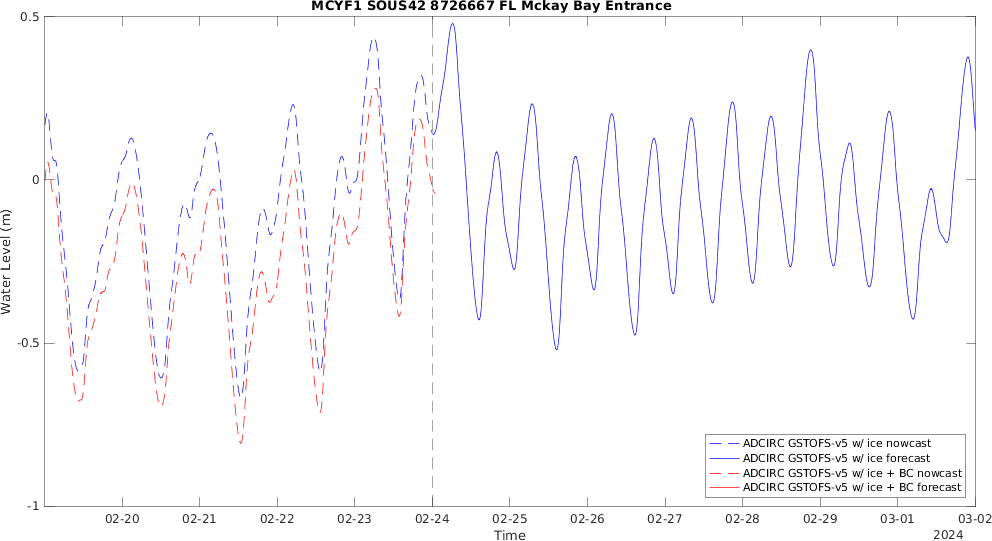 MCYF1 SOUS42 8726667 FL Mckay Bay Entrance
0.5
0
-0.5
-1
Water Level (m)
02-20 02-21 02-22 02-23 02-24 02-25 02-26 02-27 02-28 02-29 03-01 03-02
Time
2024
ADCIRC GSTOFS-v5 w/ ice nowcast
ADCIRC GSTOFS-v5 w/ ice forecast
ADCIRC GSTOFS-v5 w/ ice + BC nowcast
ADCIRC GSTOFS-v5 w/ ice + BC forecast